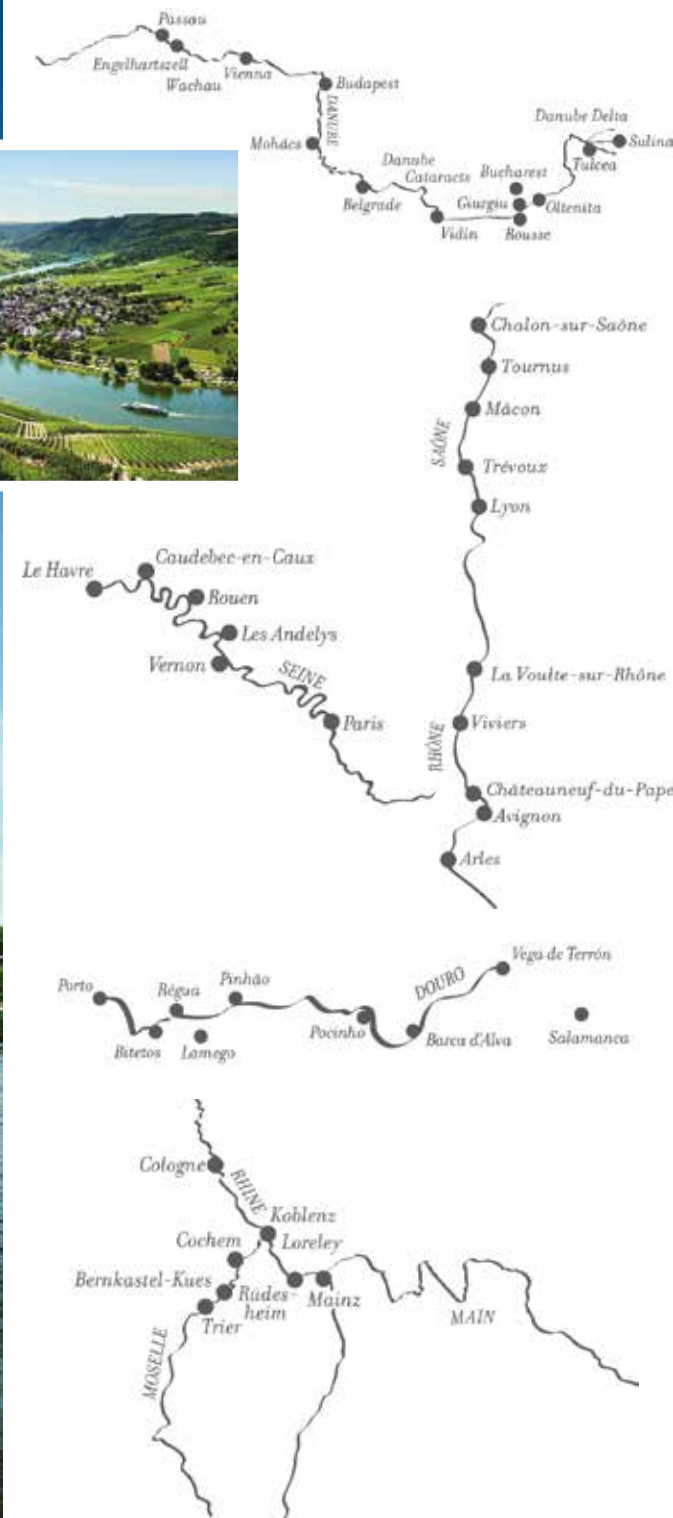 Passau
Engelhartszell
Wachau
Vienna
Budapest
DANUBE
Mohács
Belgrade
Danube
Cataracts
Vidin
Bucharest
Giurgiu
Rousse
Oltenita
Danube Delta
Tulcea
Sulina
Chalon-sur-Saône
Tournus
Mâcon
SAÔNE
Trévoux
Lyon
La Voulte-sur-Rhône
Viviers
RHÔNE
Châteauneuf-du-Pape
Avignon
Arles
Le Havre
Caudebec-en-Caux
Rouen
Les Andelys
Vernon
SEINE
Paris
Porto
Bitetos
Régua
Lamego
Pinhão
Pocinho
DOURO
Barca d'Alva
Vega de Terrón
Salamanca
Cologne
RHINE
Koblenz
Cochem
Loreley
Bernkastel-Kues
Rüdes-
heim
Mainz
Trier
MAIN
MOSELLE